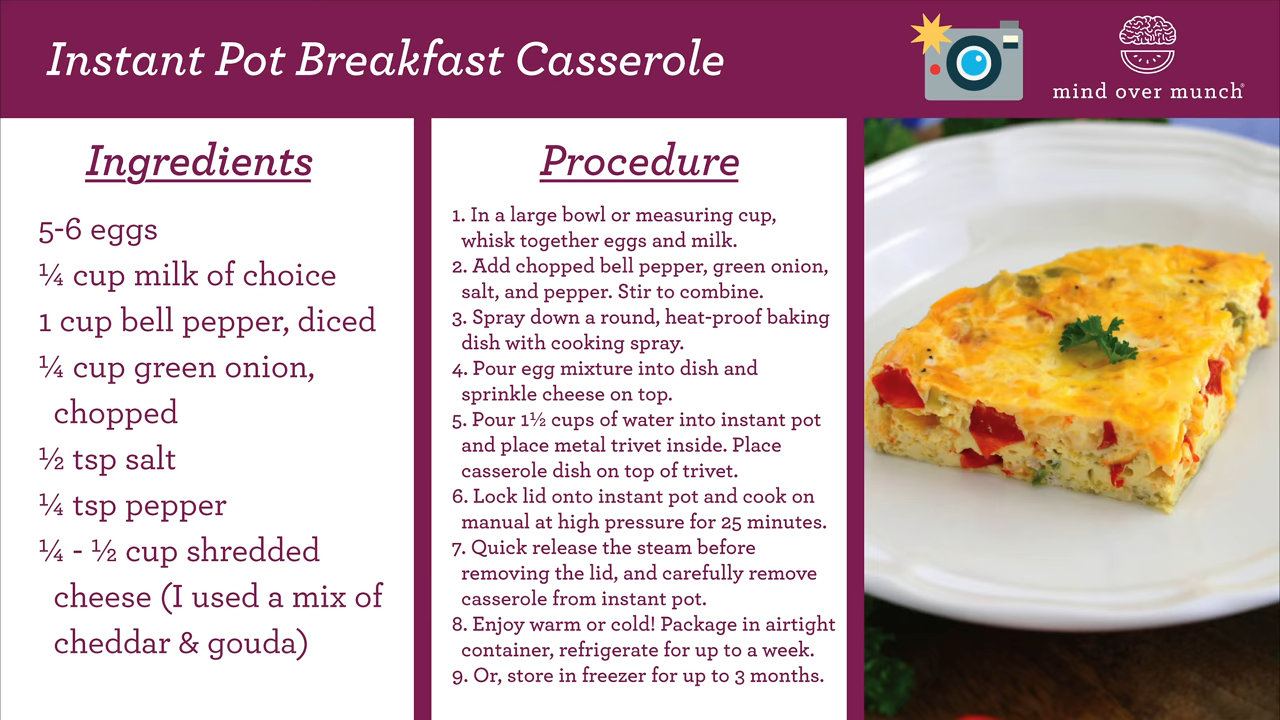 Instant Pot Breakfast Casserole
mind over munch®
Ingredients
5-6 eggs
¼ cup milk of choice
1 cup bell pepper, diced
¼ cup green onion,
chopped
½ tsp salt
¼ tsp pepper
¼ - ½ cup shredded
cheese (I used a mix of
cheddar & gouda)
Procedure
1. In a large bowl or measuring cup,
whisk together eggs and milk.
2. Add chopped bell pepper, green onion,
salt, and pepper. Stir to combine.
3. Spray down a round, heat-proof baking
dish with cooking spray.
4. Pour egg mixture into dish and
sprinkle cheese on top.
5. Pour 1½ cups of water into instant pot
and place metal trivet inside. Place
casserole dish on top of trivet.
6. Lock lid onto instant pot and cook on
manual at high pressure for 25 minutes.
7. Quick release the steam before
removing the lid, and carefully remove
casserole from instant pot.
8. Enjoy warm or cold! Package in airtight
container, refrigerate for up to a week.
9. Or, store in freezer for up to 3 months.